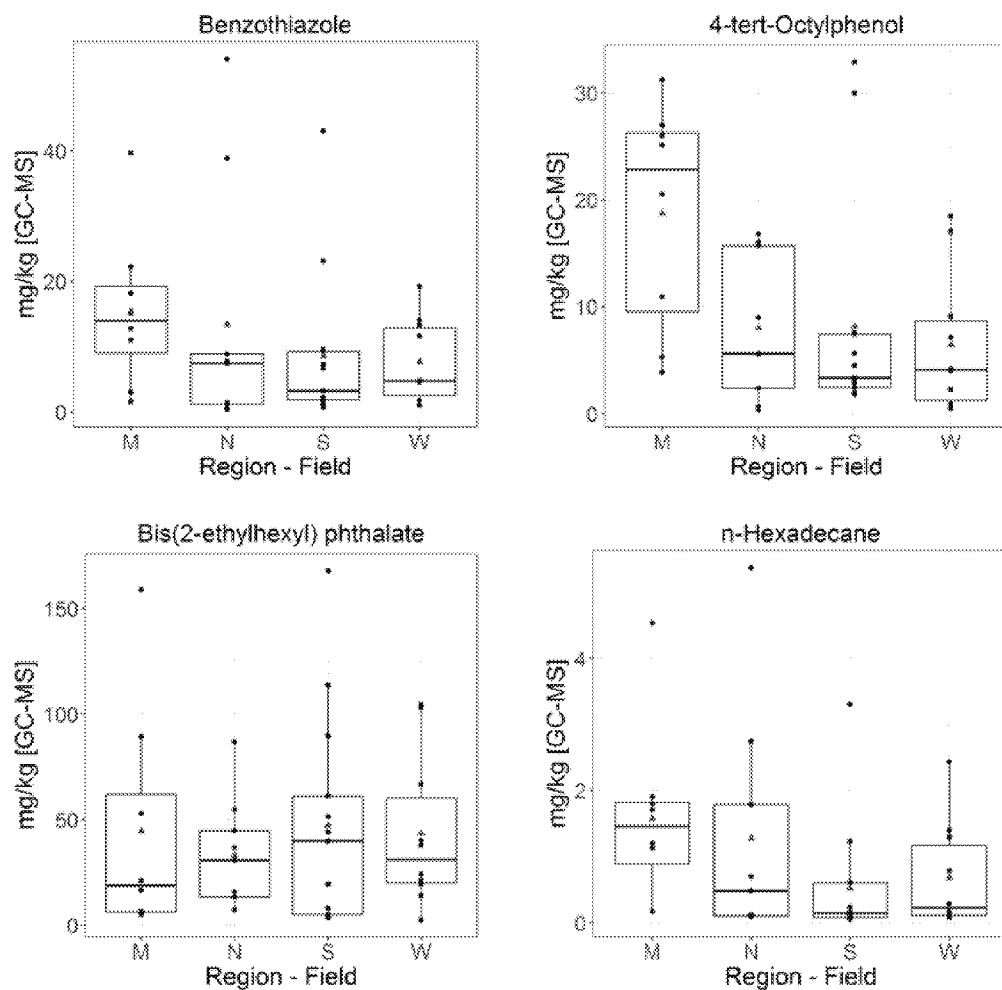 Benzothiazole
mg/kg [GC-MS]
40
20
0
M N S W
Region - Field
4-tert-Octylphenol
mg/kg [GC-MS]
30
20
10
0
M N S W
Region - Field
Bis(2-ethylhexyl) phthalate
mg/kg [GC-MS]
150
100
50
0
M N S W
Region - Field
n-Hexadecane
mg/kg [GC-MS]
4
2
0
M N S W
Region - Field